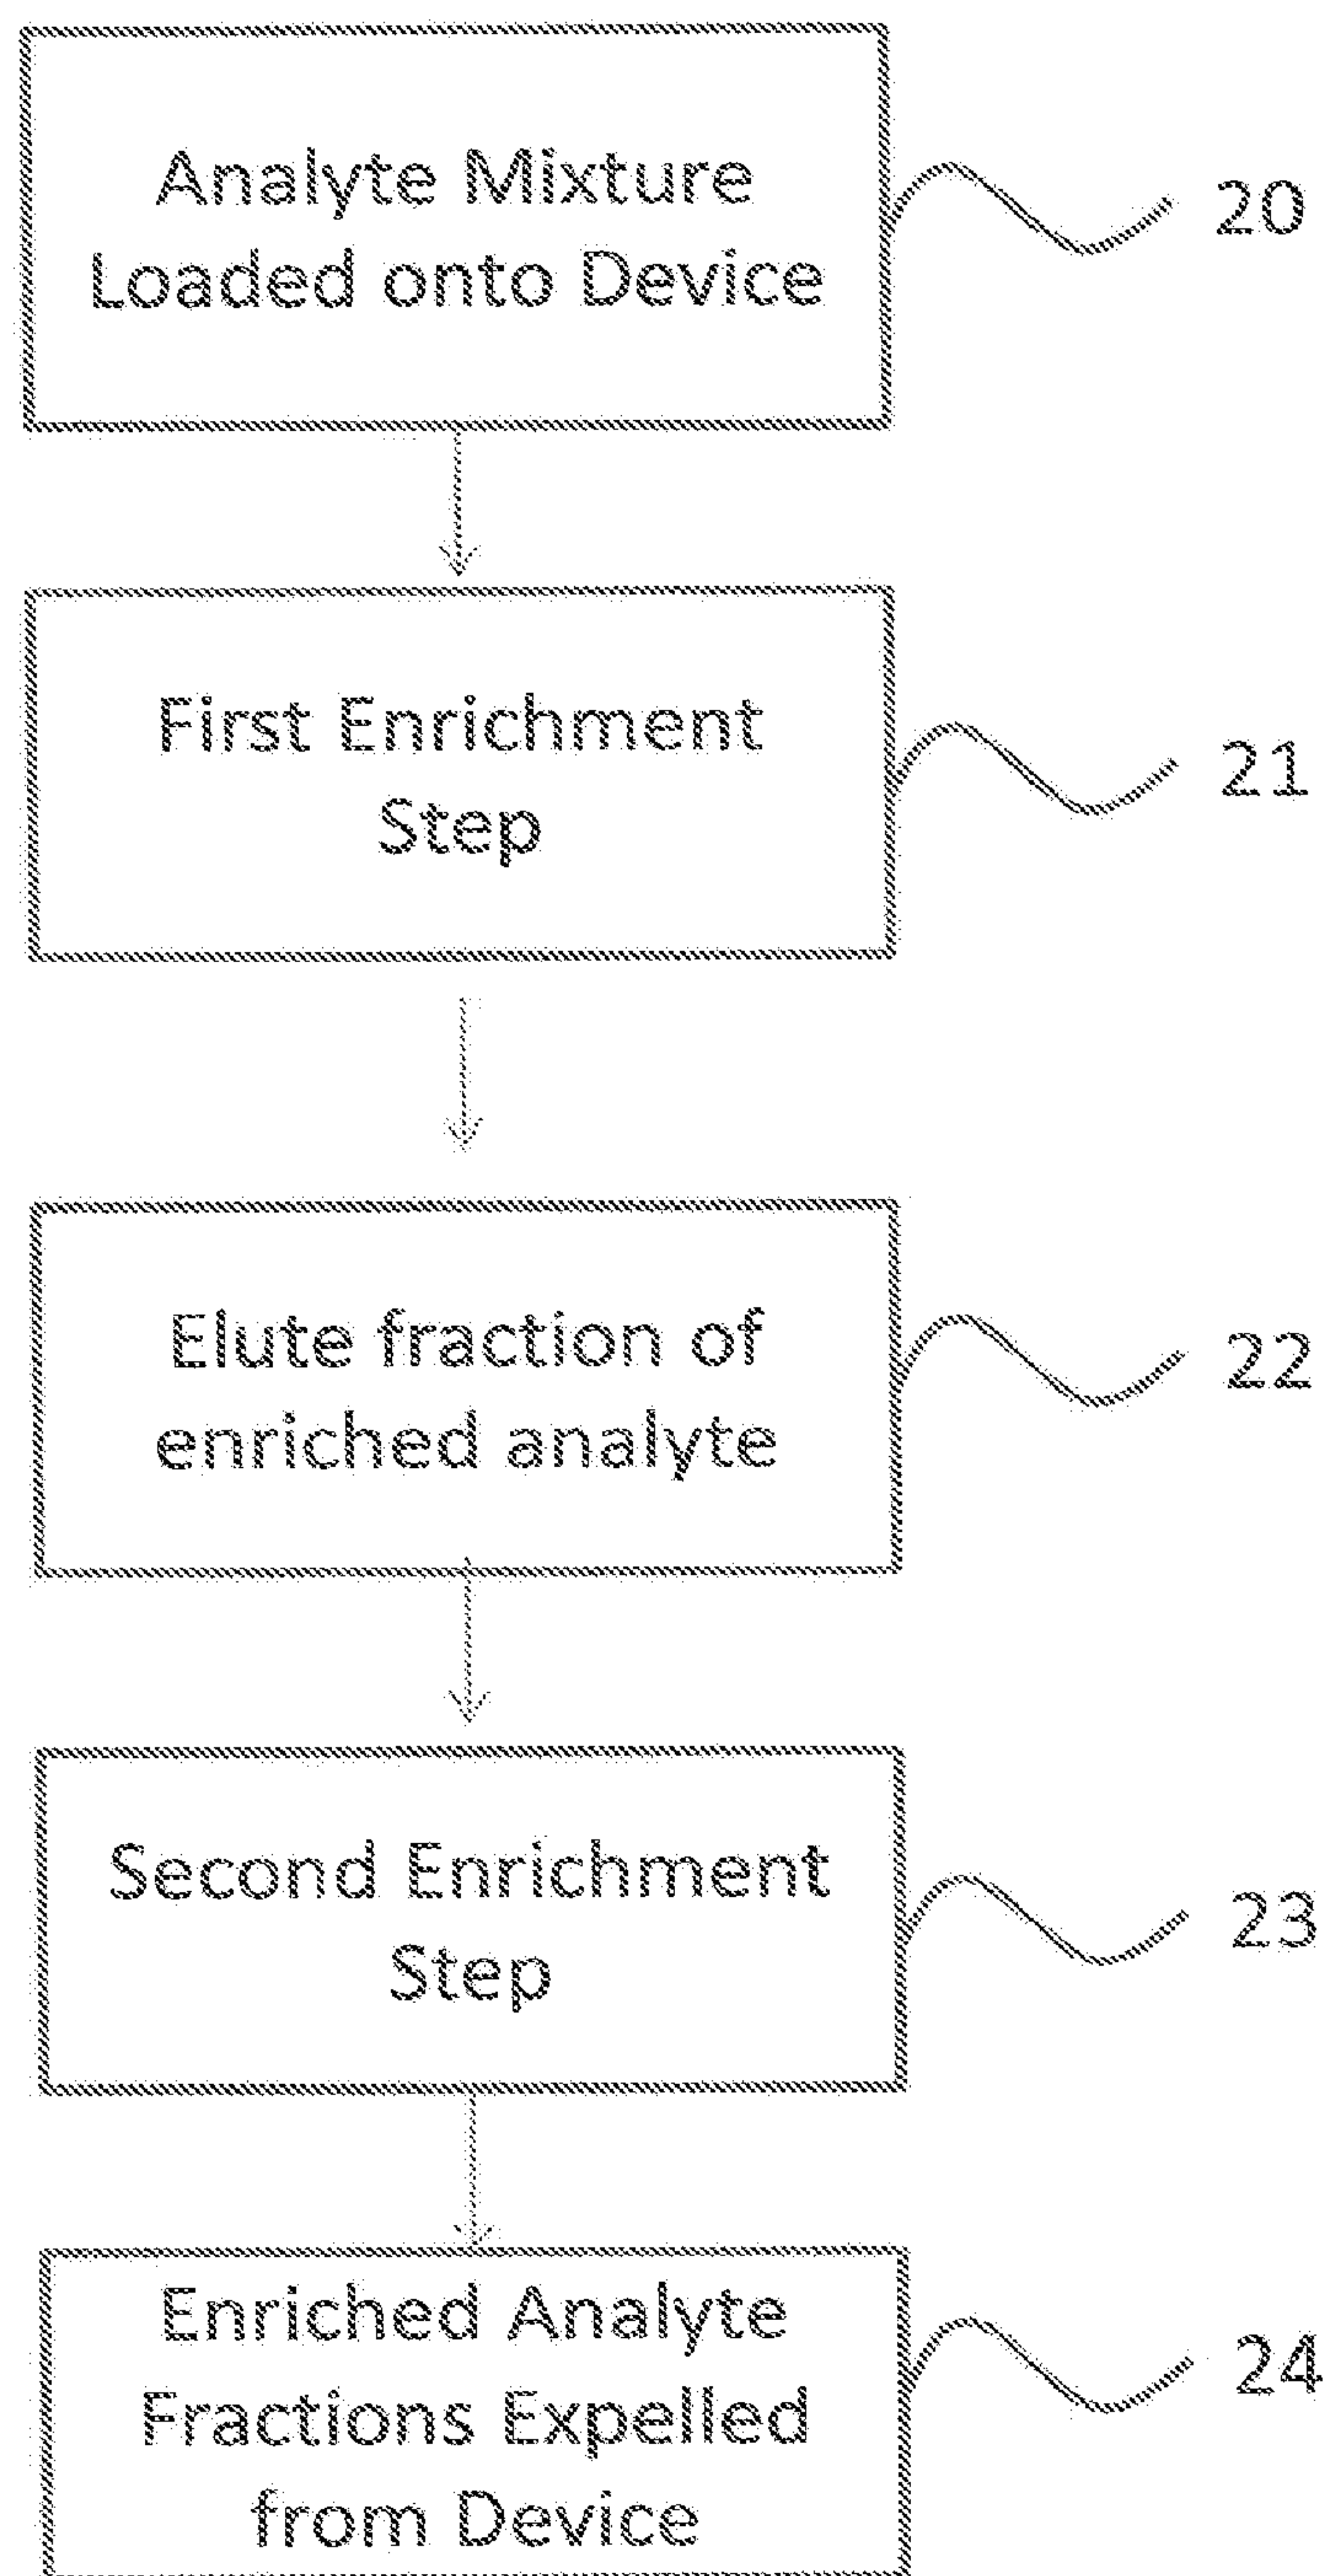 Analyte Mixture
Loaded onto Device
20
First Enrichment
Step
21
Elute fraction of
enriched analyte
22
Second Enrichment
Step
23
Enriched Analyte
Fractions Expelled
from Device
24